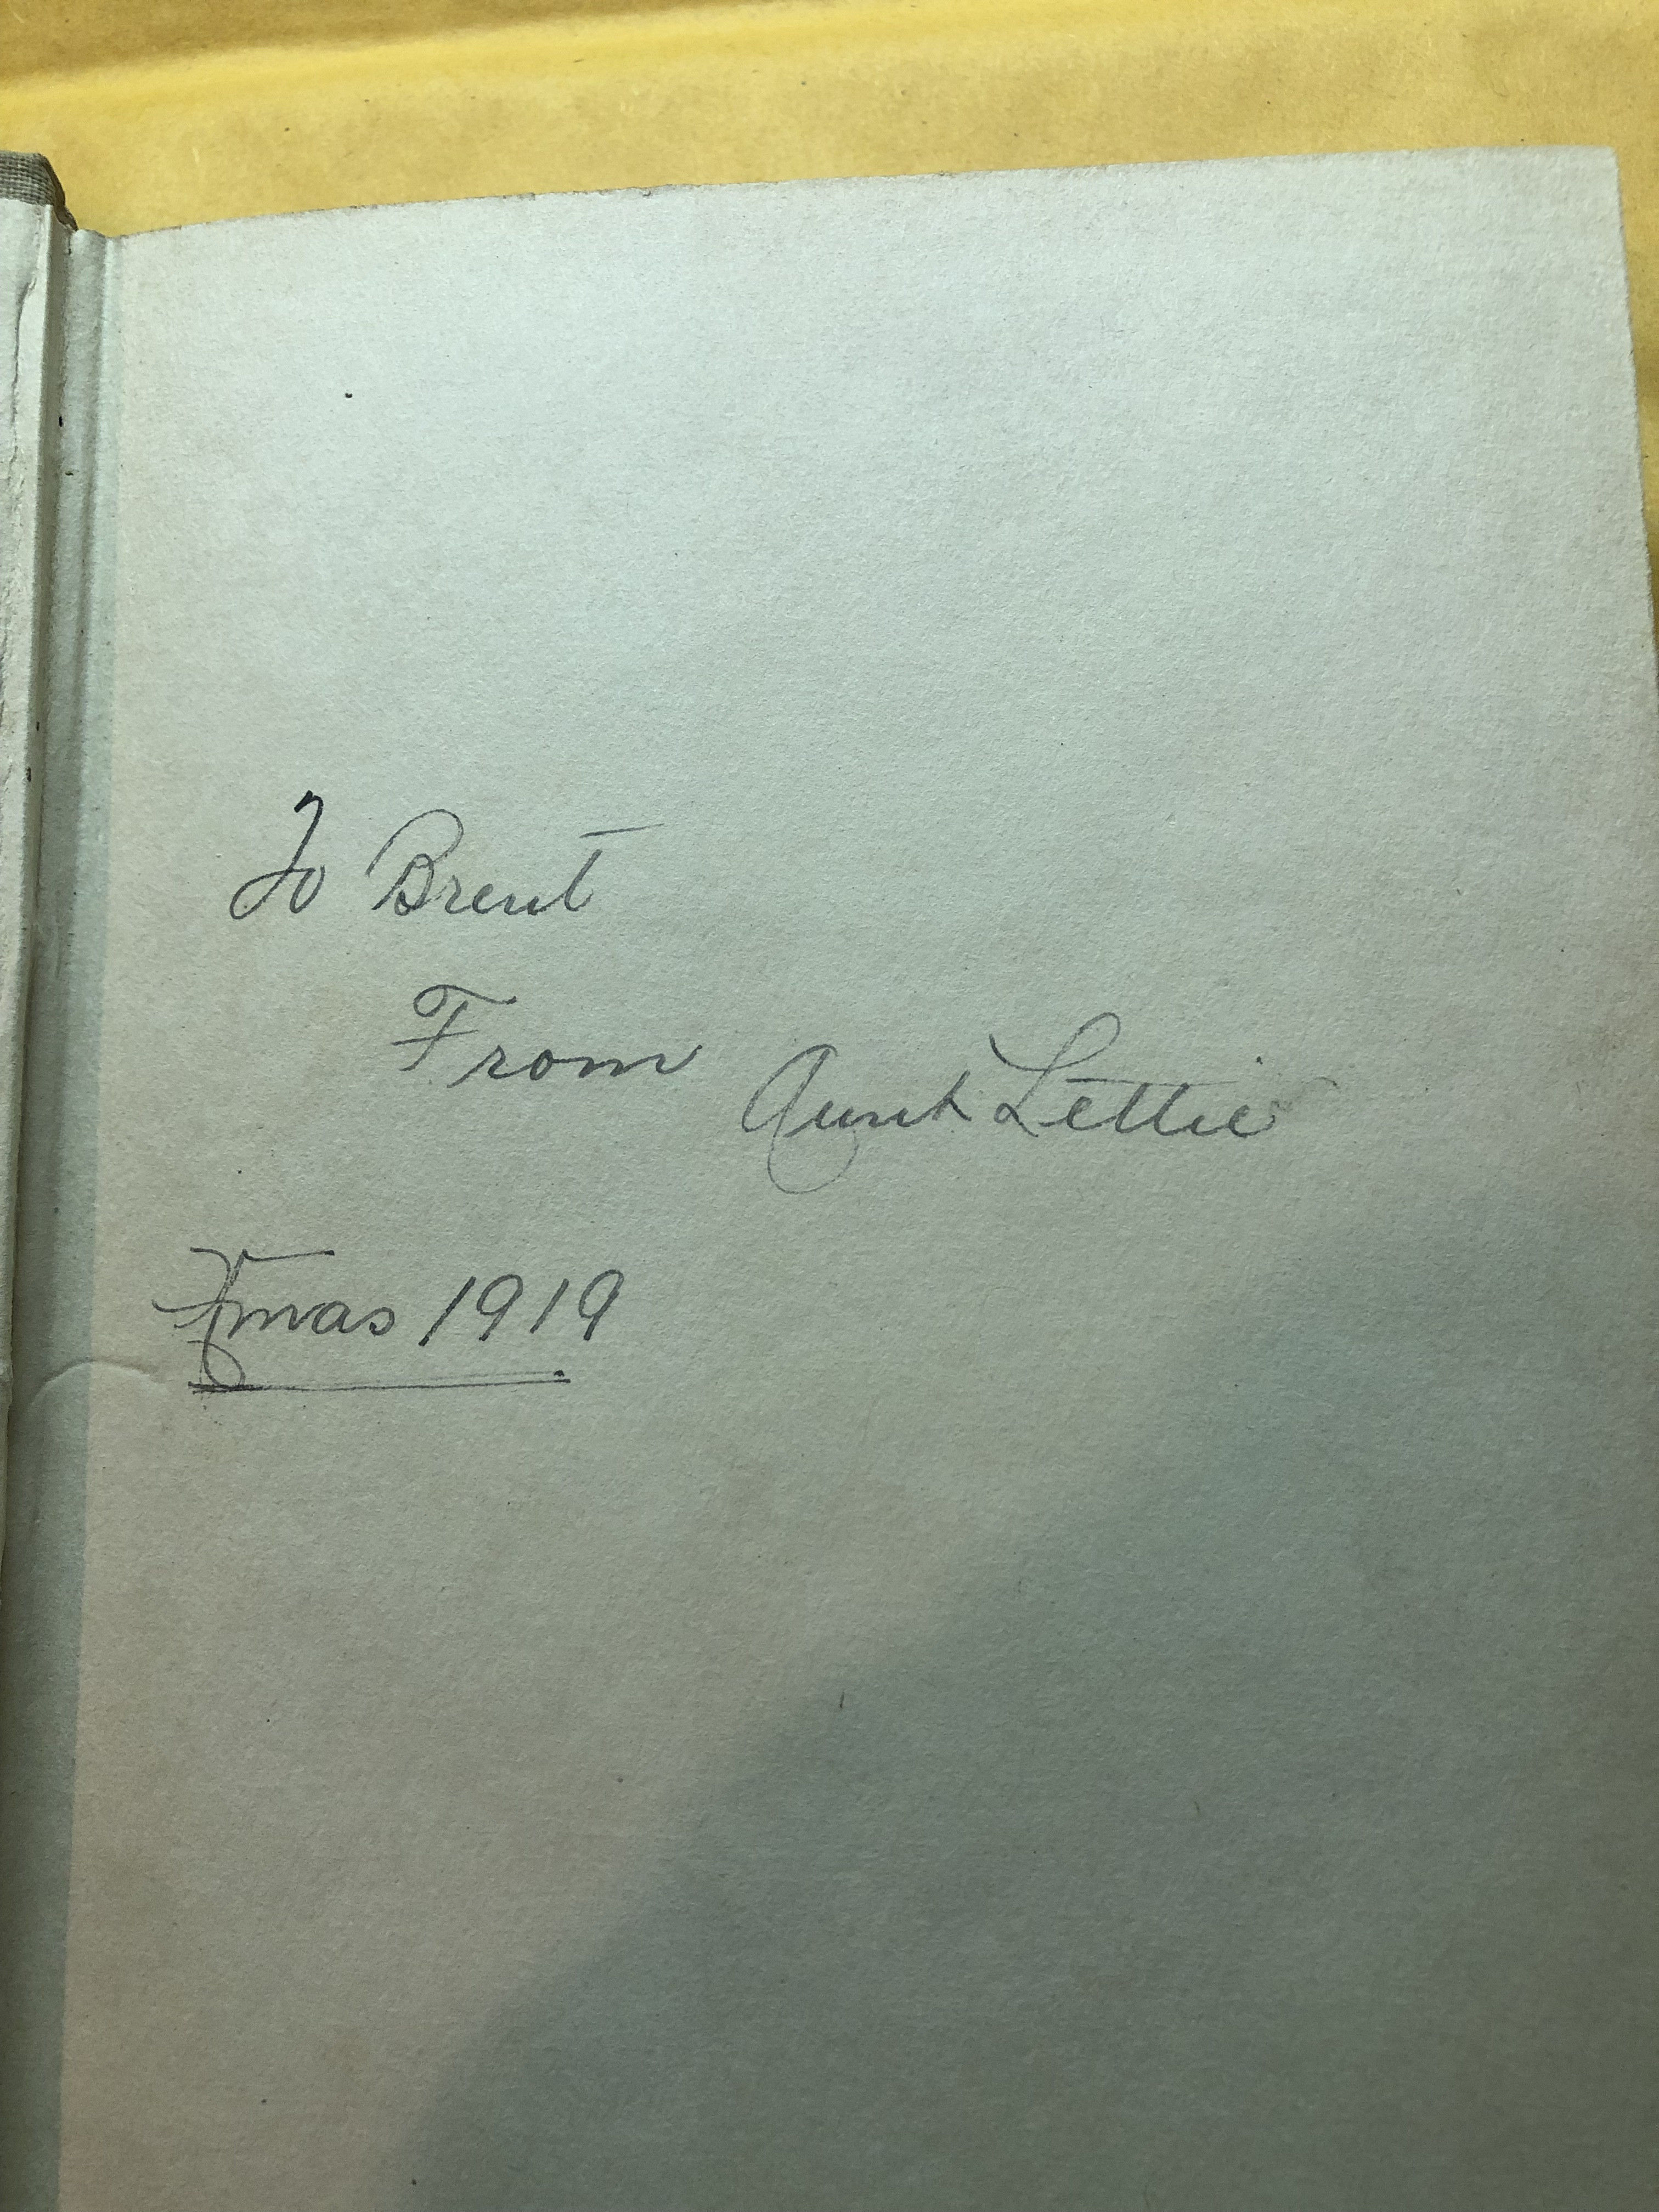 To Brent
From Aunt Lettie
Xmas 1919